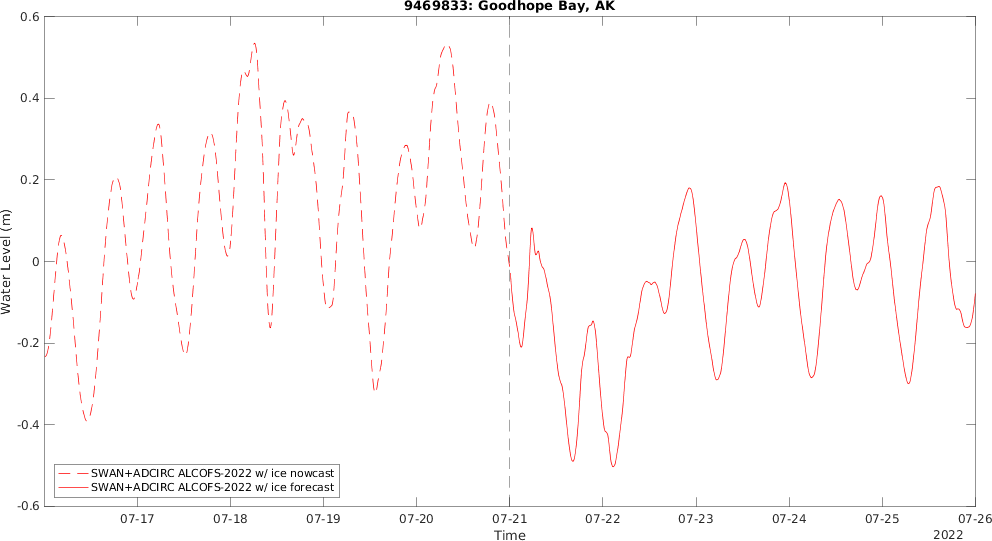 9469833: Goodhope Bay, AK
0.6
0.4
0.2
0
-0.2
-0.4
-0.6
Water Level (m)
SWAN+ADCIRC ALCOFS-2022 w/ ice nowcast
SWAN+ADCIRC ALCOFS-2022 w/ ice forecast
07-17 07-18 07-19 07-20 07-21 07-22 07-23 07-24 07-25 07-26
Time
2022